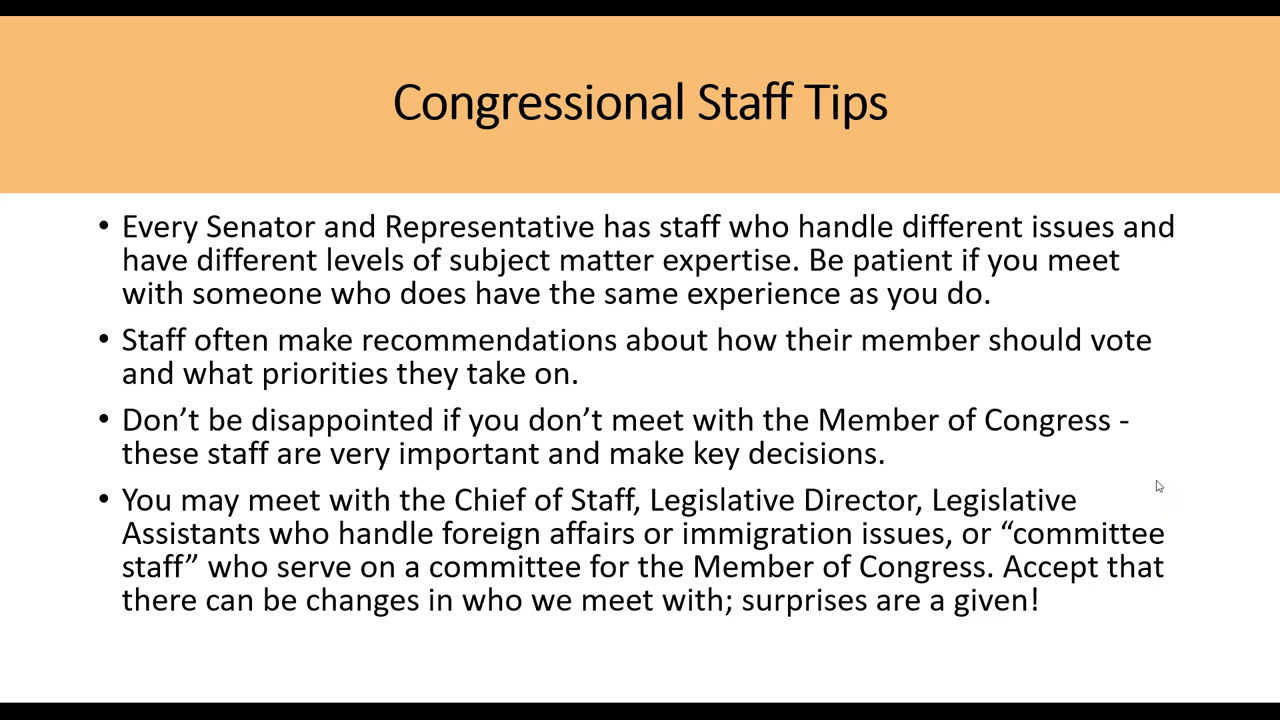 Congressional Staff Tips
• Every Senator and Representative has staff who handle different issues and
have different levels of subject matter expertise. Be patient if you meet
with someone who does have the same experience as you do.
• Staff often make recommendations about how their member should vote
and what priorities they take on.
• Don’t be disappointed if you don’t meet with the Member of Congress -
these staff are very important and make key decisions.
• You may meet with the Chief of Staff, Legislative Director, Legislative
Assistants who handle foreign affairs or immigration issues, or “committee
staff” who serve on a committee for the Member of Congress. Accept that
there can be changes in who we meet with; surprises are a given!